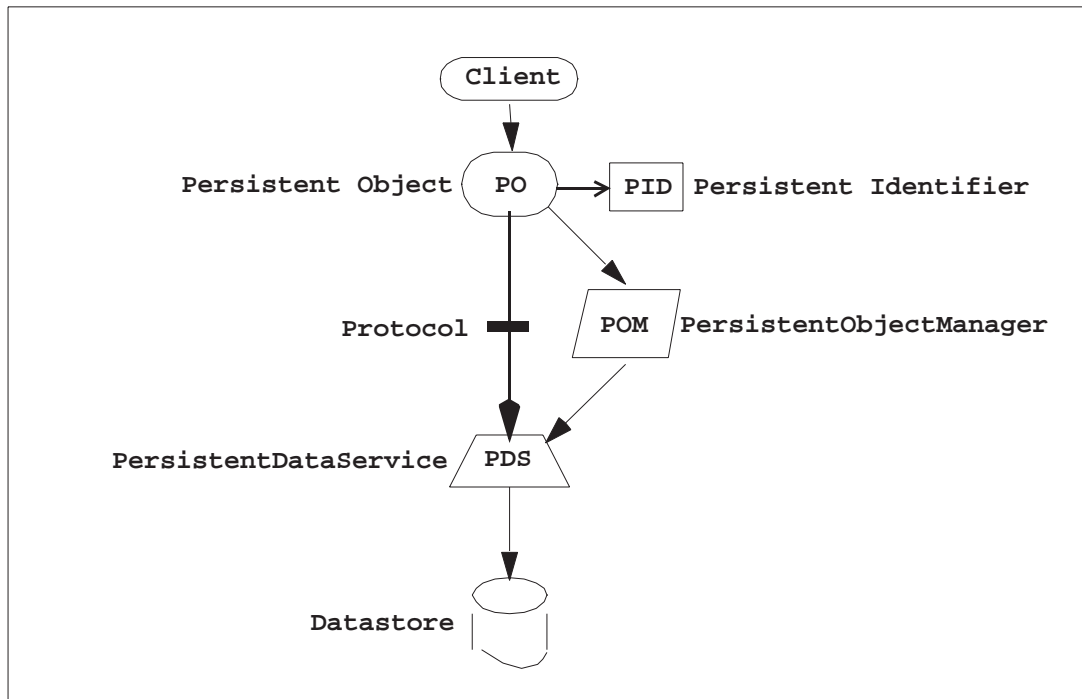 Client
Persistent Object PO PID Persistent Identifier
Protocol POM PersistentObjectManager
PersistentDataService PDS
Datastore